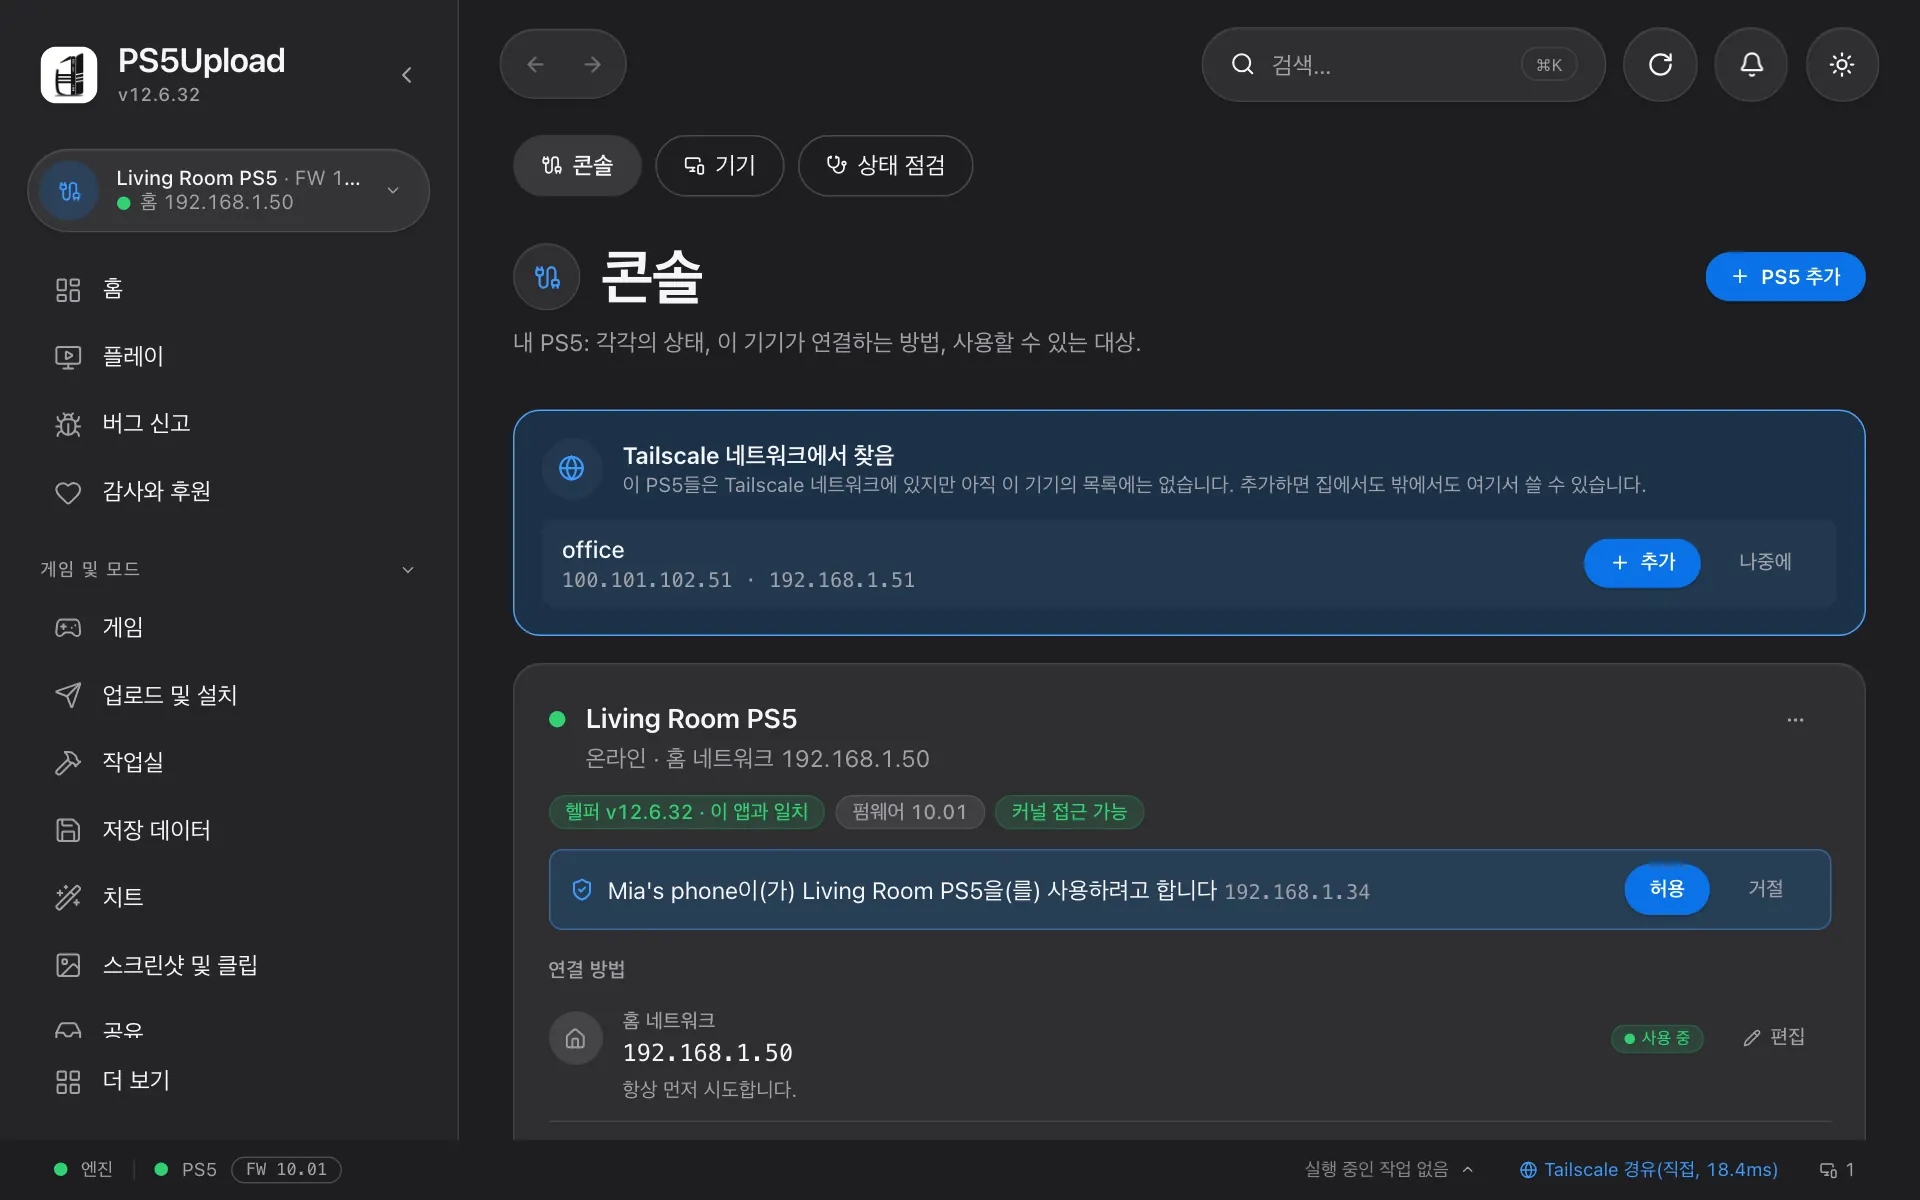 PS5Upload
v12.6.32
Living Room PS5 · FW 1...
홈 192.168.1.50
홈
플레이
버그 신고
감사와 후원
게임 및 모드
게임
업로드 및 설치
작업실
저장 데이터
치트
스크린샷 및 클립
공유
더 보기
검색...
⌘K
콘솔
기기
상태 점검
콘솔
PS5 추가
내 PS5: 각각의 상태, 이 기기가 연결하는 방법, 사용할 수 있는 대상.
Tailscale 네트워크에서 찾음
이 PS5들은 Tailscale 네트워크에 있지만 아직 이 기기의 목록에는 없습니다. 추가하면 집에서도 밖에서도 여기서 쓸 수 있습니다.
office
100.101.102.51 · 192.168.1.51
추가
나중에
Living Room PS5
온라인 · 홈 네트워크 192.168.1.50
헬퍼 v12.6.32 · 이 앱과 일치
펌웨어 10.01
커널 접근 가능
Mia's phone이(가) Living Room PS5을(를) 사용하려고 합니다 192.168.1.34
허용
거절
연결 방법
홈 네트워크
192.168.1.50
항상 먼저 시도합니다.
사용 중
편집
엔진
PS5
FW 10.01
실행 중인 작업 없음
Tailscale 경유(직접, 18.4ms)
1